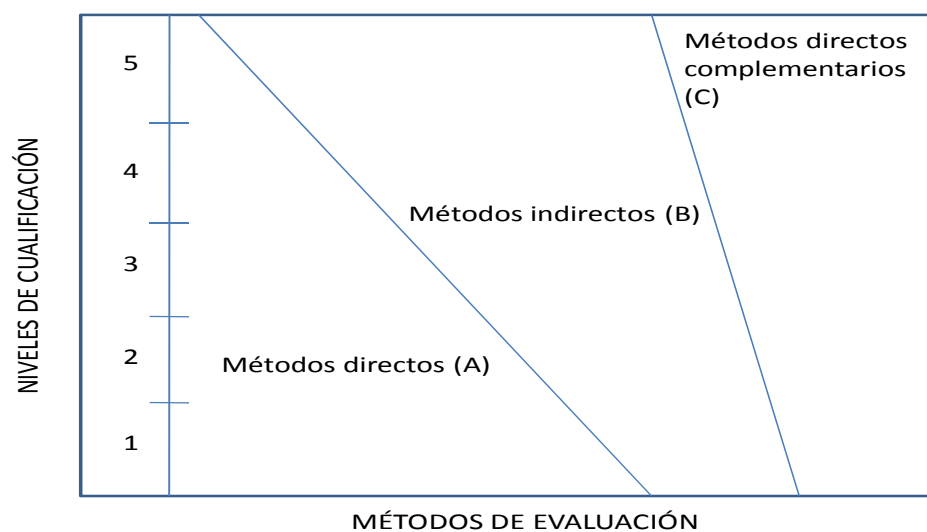 NIVELES DE CUALIFICACIÓN
5
4
3
2
1
Métodos directos
complementarios
(C)
Métodos indirectos (B)
Métodos directos (A)
MÉTODOS DE EVALUACIÓN